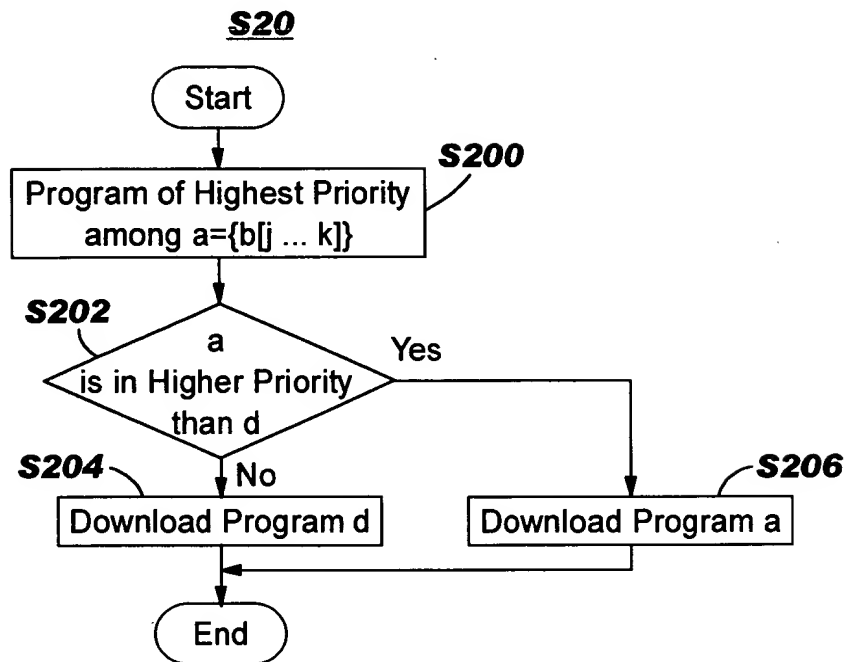 S20
Start
S200
Program of Highest Priority
among a={b[j ... k]}
S202
a
is in Higher Priority
than d
Yes
No
S204
Download Program d
S206
Download Program a
End